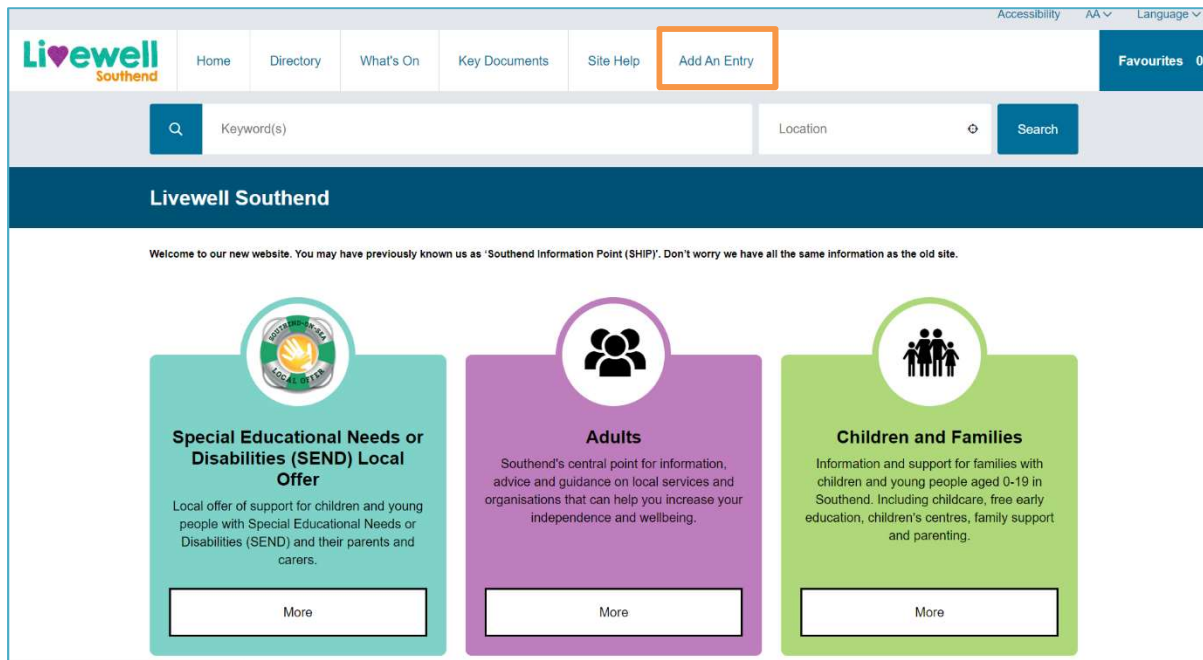 Accessibility AA Language
Livewell
Southend
Home Directory What's On Key Documents Site Help Add An Entry Favourites 0
Keyword(s) Location Search
Livewell Southend
Welcome to our new website. You may have previously known us as 'Southend Information Point (SHIP)'. Don't worry we have all the same information as the old site.
SOUTHEND-ON-SEA
LOCAL OFFER
Special Educational Needs or
Disabilities (SEND) Local
Offer
Local offer of support for children and young
people with Special Educational Needs or
Disabilities (SEND) and their parents and
carers.
More
Adults
Southend's central point for information,
advice and guidance on local services and
organisations that can help you increase your
independence and wellbeing.
More
Children and Families
Information and support for families with
children and young people aged 0-19 in
Southend. Including childcare, free early
education, children's centres, family support
and parenting.
More